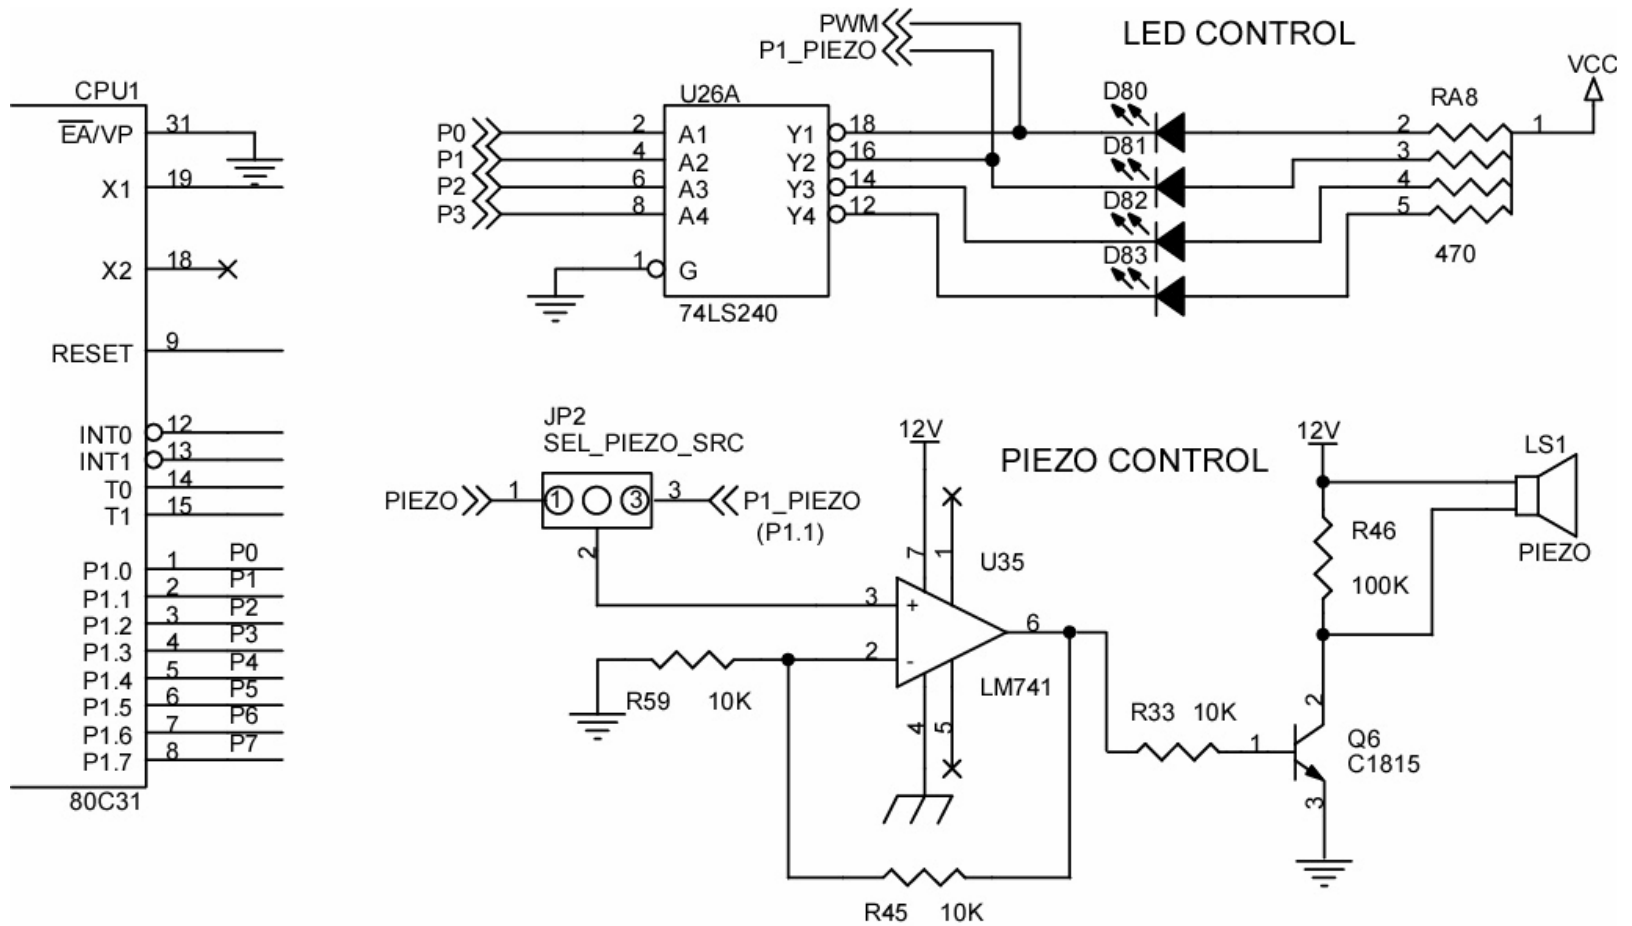 CPU1
EA/VP 31
X1 19
X2 18
RESET 9
INT0 12
INT1 13
T0 14
T1 15
P1.0 1 P0
P1.1 2 P1
P1.2 3 P2
P1.3 4 P3
P1.4 5 P4
P1.5 6 P5
P1.6 7 P6
P1.7 8 P7
80C31
PWM
P1_PIEZO
LED CONTROL
VCC
U26A
P0 2 A1 Y1 18
P1 4 A2 Y2 16
P2 6 A3 Y3 14
P3 8 A4 Y4 12
1 G
74LS240
D80
D81
D82
D83
RA8
2 1
3
4
5
470
JP2
SEL_PIEZO_SRC
PIEZO 1 1 3 3 P1_PIEZO
(P1.1)
2
12V
PIEZO CONTROL
7 1
U35
3 +
6
2 -
LM741
4 5
R59 10K
R45 10K
R33 10K
1
12V
LS1
PIEZO
R46
100K
2
Q6
C1815
3